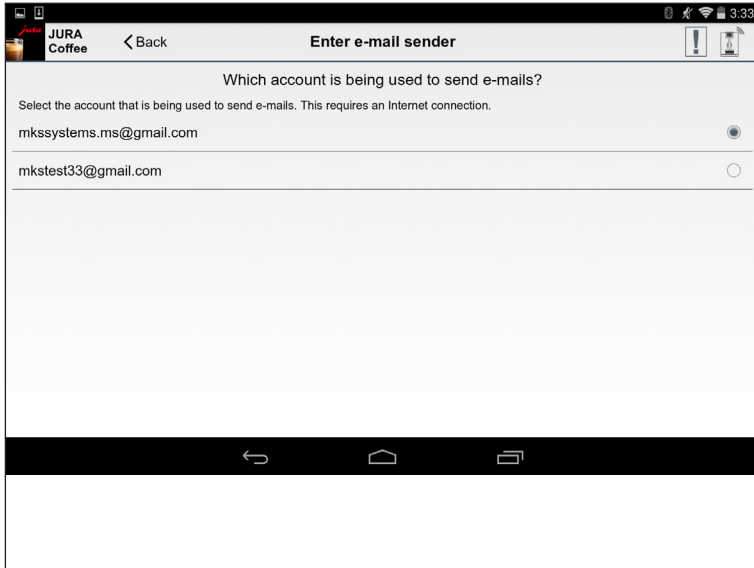 3:33
jura
JURA
Coffee
Back
Enter e-mail sender
Which account is being used to send e-mails?
Select the account that is being used to send e-mails. This requires an Internet connection.
mkssystems.ms@gmail.com
mkstest33@gmail.com